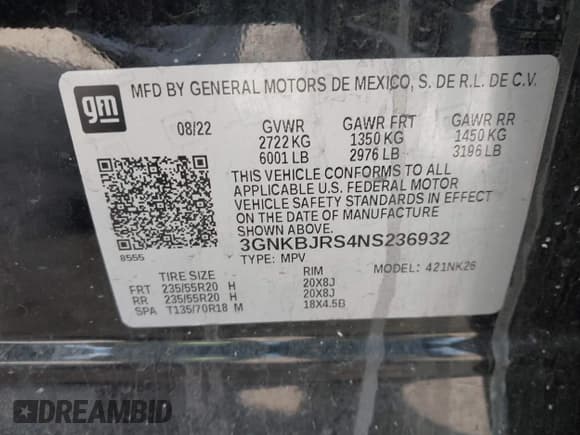 gm
MFD BY GENERAL MOTORS DE MEXICO, S. DE R.L. DE C.V.
08/22 GVWR GAWR FRT GAWR RR
2722 KG 1350 KG 1450 KG
6001 LB 2976 LB 3196 LB
THIS VEHICLE CONFORMS TO ALL
APPLICABLE U.S. FEDERAL MOTOR
VEHICLE SAFETY STANDARDS IN EFFECT
ON THE DATE OF MANUFACTURE
8555 3GNKBJRS4NS236932
TYPE: MPV MODEL: 421NK26
TIRE SIZE RIM
FRT 235/55R20 H 20X8J
RR 235/55R20 H 20X8J
SPA T135/70R18 M 18X4.5B
DREAMBID